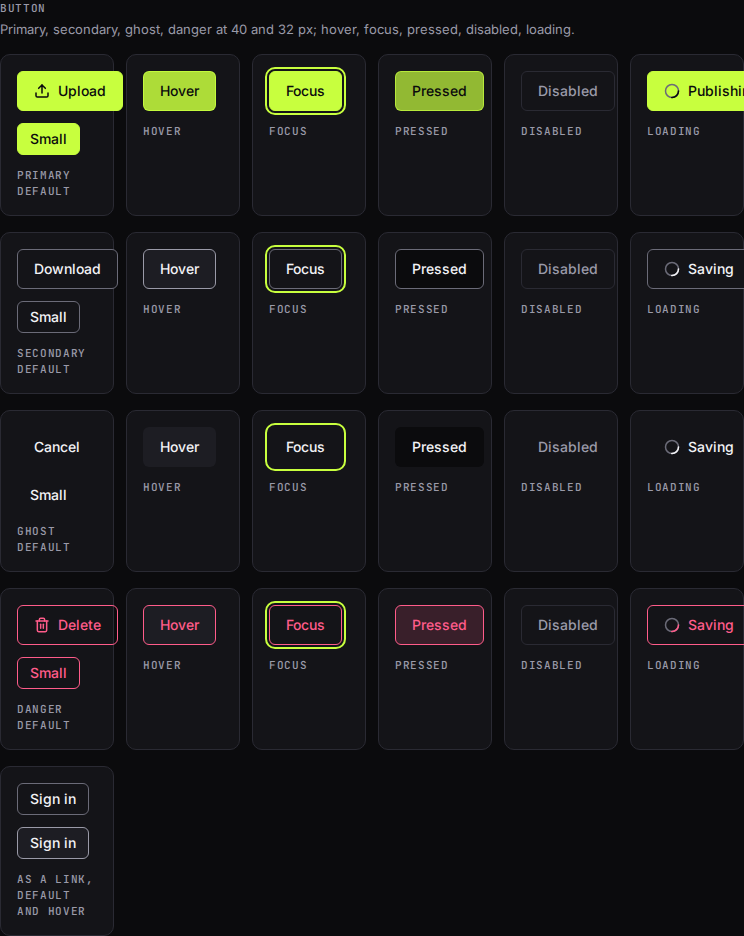 BUTTON
Primary, secondary, ghost, danger at 40 and 32 px; hover, focus, pressed, disabled, loading.
Upload
Small
PRIMARY
DEFAULT
Hover
HOVER
Focus
FOCUS
Pressed
PRESSED
Disabled
DISABLED
Publishin
LOADING
Download
Small
SECONDARY
DEFAULT
Hover
HOVER
Focus
FOCUS
Pressed
PRESSED
Disabled
DISABLED
Saving
LOADING
Cancel
Small
GHOST
DEFAULT
Hover
HOVER
Focus
FOCUS
Pressed
PRESSED
Disabled
DISABLED
Saving
LOADING
Delete
Small
DANGER
DEFAULT
Hover
HOVER
Focus
FOCUS
Pressed
PRESSED
Disabled
DISABLED
Saving
LOADING
Sign in
Sign in
AS A LINK,
DEFAULT
AND HOVER